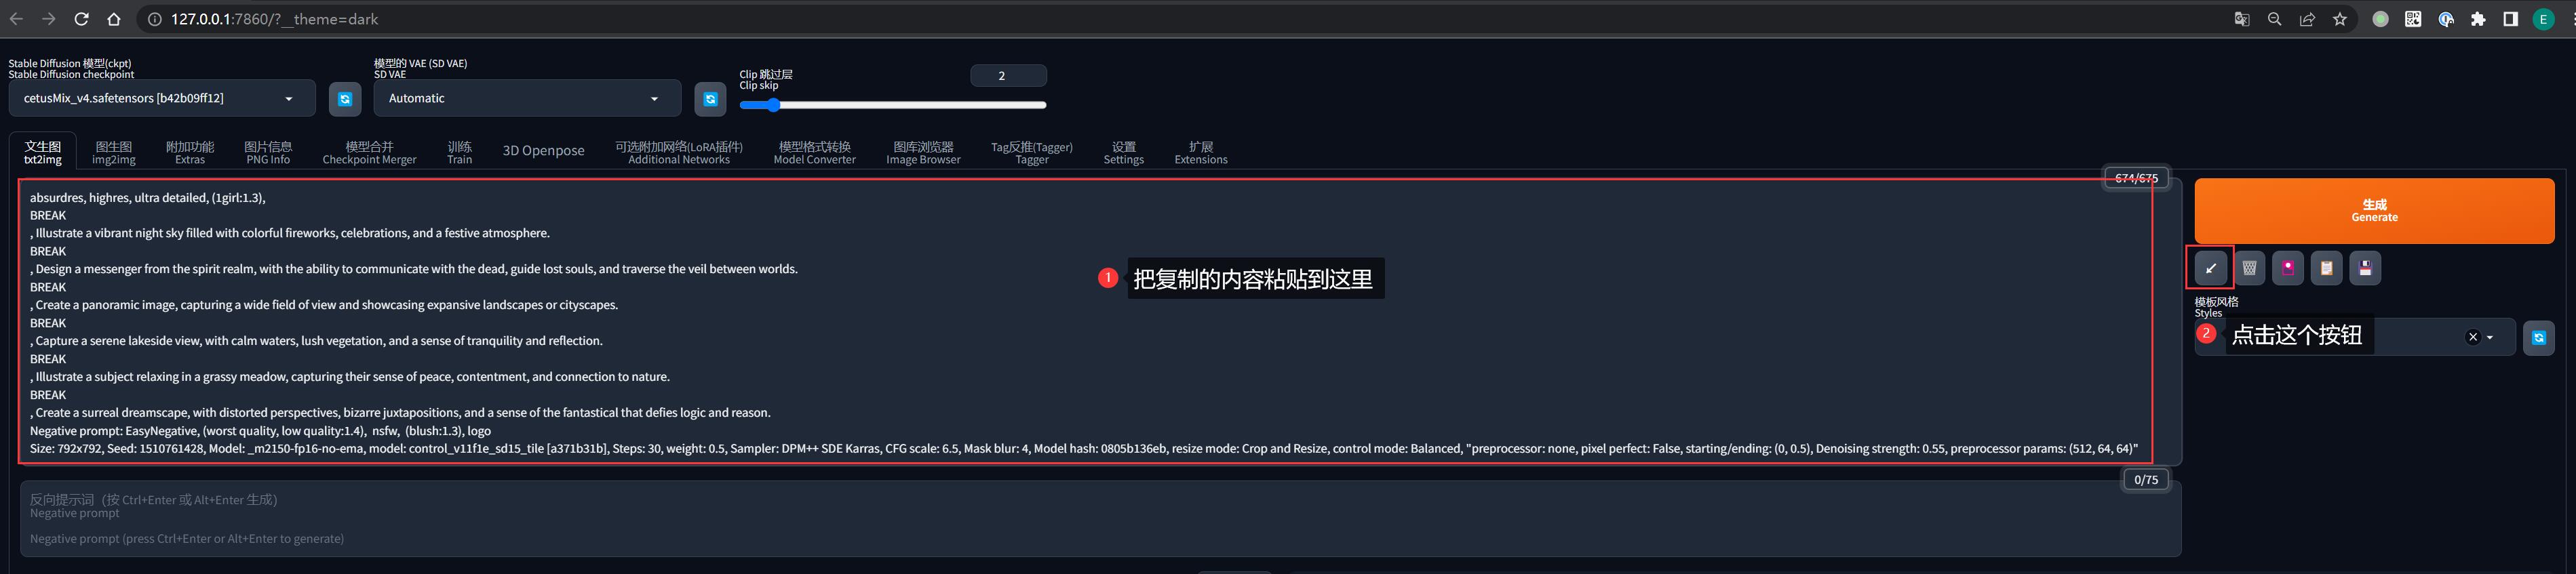 127.0.0.1:7860/?__theme=dark
E
Stable Diffusion 模型(ckpt)
Stable Diffusion checkpoint
cetusMix_v4.safetensors [b42b09ff12]
模型的 VAE (SD VAE)
SD VAE
Automatic
Clip 跳过层
Clip skip
2
文生图
txt2img
图生图
img2img
附加功能
Extras
图片信息
PNG Info
模型合并
Checkpoint Merger
训练
Train
3D Openpose
可选附加网络(LoRA插件)
Additional Networks
模型格式转换
Model Converter
图库浏览器
Image Browser
Tag反推(Tagger)
Tagger
设置
Settings
扩展
Extensions
674/675
absurdres, highres, ultra detailed, (1girl:1.3),
BREAK
, Illustrate a vibrant night sky filled with colorful fireworks, celebrations, and a festive atmosphere.
BREAK
, Design a messenger from the spirit realm, with the ability to communicate with the dead, guide lost souls, and traverse the veil between worlds.
BREAK
, Create a panoramic image, capturing a wide field of view and showcasing expansive landscapes or cityscapes.
BREAK
, Capture a serene lakeside view, with calm waters, lush vegetation, and a sense of tranquility and reflection.
BREAK
, Illustrate a subject relaxing in a grassy meadow, capturing their sense of peace, contentment, and connection to nature.
BREAK
, Create a surreal dreamscape, with distorted perspectives, bizarre juxtapositions, and a sense of the fantastical that defies logic and reason.
Negative prompt: EasyNegative, (worst quality, low quality:1.4),  nsfw,  (blush:1.3), logo
Size: 792x792, Seed: 1510761428, Model: _m2150-fp16-no-ema, model: control_v11f1e_sd15_tile [a371b31b], Steps: 30, weight: 0.5, Sampler: DPM++ SDE Karras, CFG scale: 6.5, Mask blur: 4, Model hash: 0805b136eb, resize mode: Crop and Resize, control mode: Balanced, "preprocessor: none, pixel perfect: False, starting/ending: (0, 0.5), Denoising strength: 0.55, preprocessor params: (512, 64, 64)"
1
把复制的内容粘贴到这里
生成
Generate
模板风格
Styles
2
点击这个按钮
0/75
反向提示词（按 Ctrl+Enter 或 Alt+Enter 生成）
Negative prompt
Negative prompt (press Ctrl+Enter or Alt+Enter to generate)